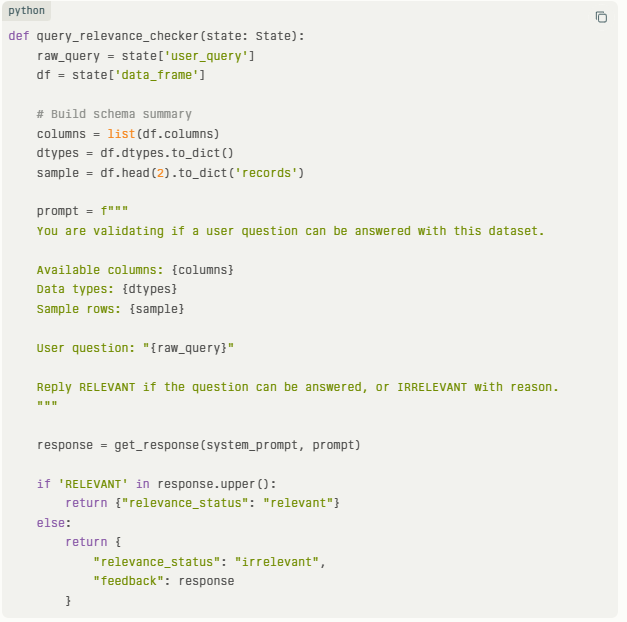 python
def query_relevance_checker(state: State):
    raw_query = state['user_query']
    df = state['data_frame']

    # Build schema summary
    columns = list(df.columns)
    dtypes = df.dtypes.to_dict()
    sample = df.head(2).to_dict('records')

    prompt = f"""
    You are validating if a user question can be answered with this dataset.

    Available columns: {columns}
    Data types: {dtypes}
    Sample rows: {sample}

    User question: "{raw_query}"

    Reply RELEVANT if the question can be answered, or IRRELEVANT with reason.
    """

    response = get_response(system_prompt, prompt)

    if 'RELEVANT' in response.upper():
        return {"relevance_status": "relevant"}
    else:
        return {
            "relevance_status": "irrelevant",
            "feedback": response
        }